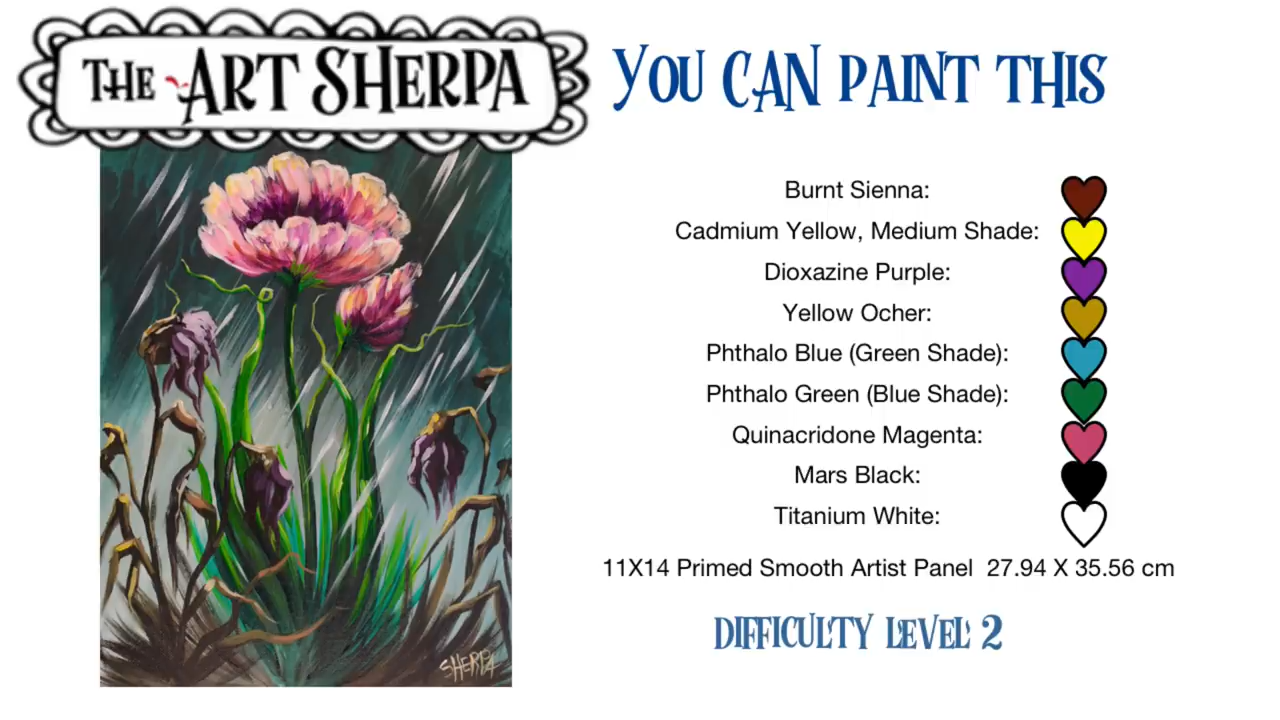 THE ART SHERPA
YOU CAN PAINT THIS
Burnt Sienna:
Cadmium Yellow, Medium Shade:
Dioxazine Purple:
Yellow Ocher:
Phthalo Blue (Green Shade):
Phthalo Green (Blue Shade):
Quinacridone Magenta:
Mars Black:
Titanium White:
11X14 Primed Smooth Artist Panel 27.94 X 35.56 cm
DIFFICULTY LEVEL 2
SHERPA